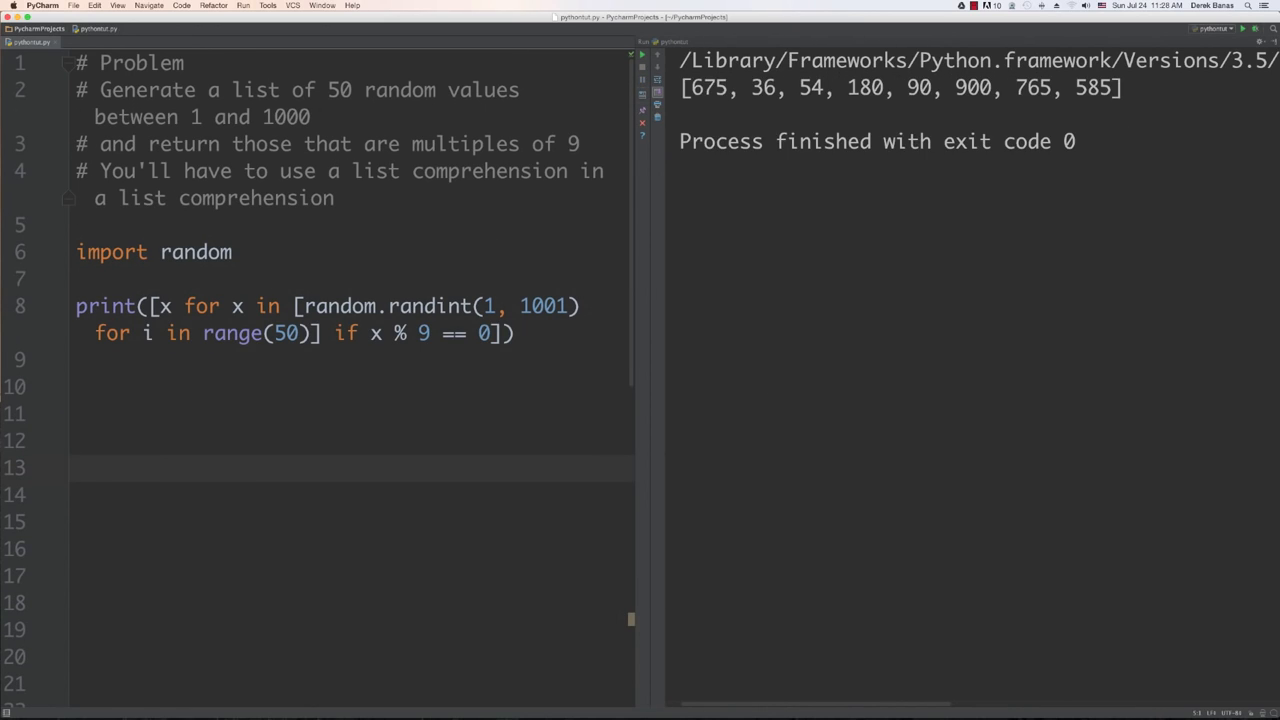 PyCharm File Edit View Navigate Code Refactor Run Tools VCS Window Help 10 Sun Jul 24 11:28 AM Derek Banas
pythontut.py - PycharmProjects - [~/PycharmProjects]
PycharmProjects pythontut.py pythontut
pythontut.py Run pythontut
1 # Problem
2 # Generate a list of 50 random values
between 1 and 1000
3 # and return those that are multiples of 9
4 # You'll have to use a list comprehension in
a list comprehension
5
6 import random
7
8 print([x for x in [random.randint(1, 1001)
for i in range(50)] if x % 9 == 0])
9
10
11
12
13
14
15
16
17
18
19
20
21
/Library/Frameworks/Python.framework/Versions/3.5/
[675, 36, 54, 180, 90, 900, 765, 585]
Process finished with exit code 0
5:1 LF÷ UTF-8÷